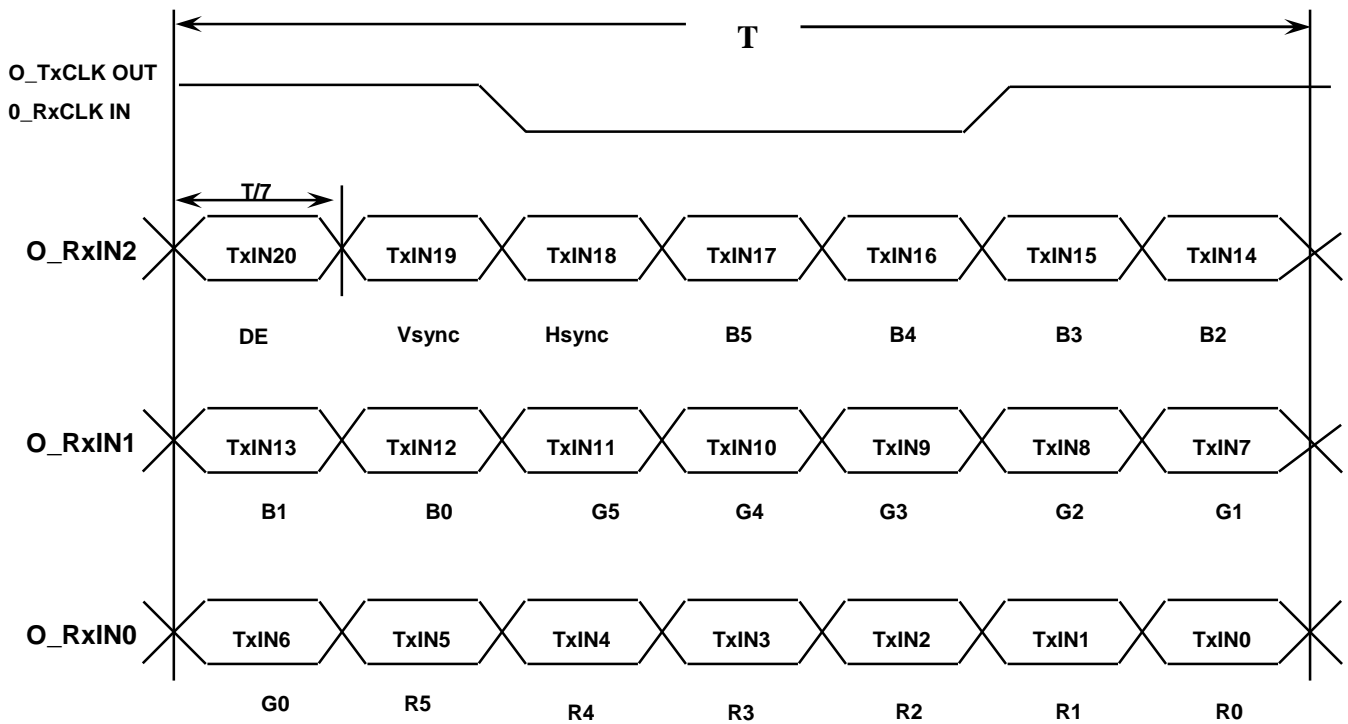 T
O_TxCLK OUT
0_RxCLK IN
T/7
O_RxIN2 TxIN20 TxIN19 TxIN18 TxIN17 TxIN16 TxIN15 TxIN14
DE Vsync Hsync B5 B4 B3 B2
O_RxIN1 TxIN13 TxIN12 TxIN11 TxIN10 TxIN9 TxIN8 TxIN7
B1 B0 G5 G4 G3 G2 G1
O_RxIN0 TxIN6 TxIN5 TxIN4 TxIN3 TxIN2 TxIN1 TxIN0
G0 R5 R4 R3 R2 R1 R0